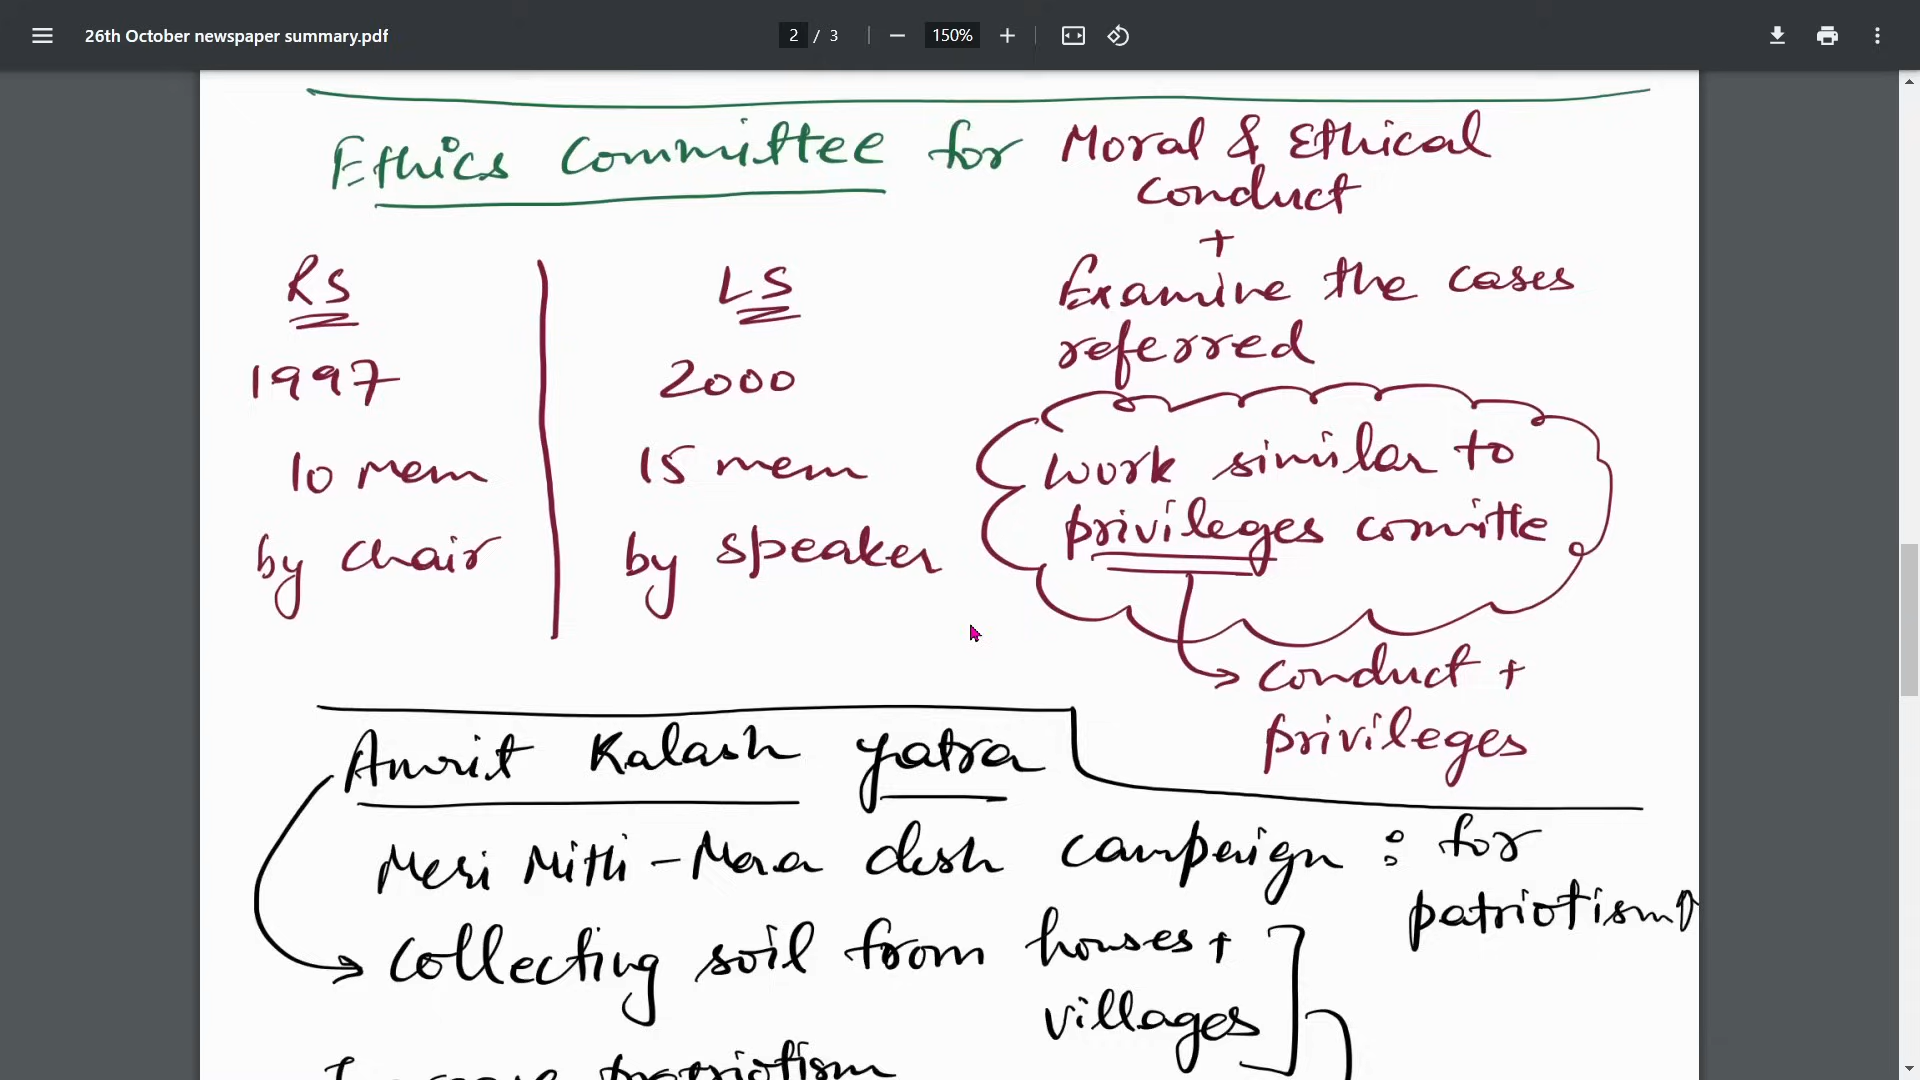 26th October newspaper summary.pdf
2 / 3
150%
Ethics Committee for Moral & Ethical
Conduct
+
Examine the cases
referred
RS
1997
10 mem
by chair
LS
2000
15 mem
by speaker
work similar to
privileges comitte
conduct +
privileges
Amrit Kalash yatra
Meri Mitti - Mera desh campaign : for
patriotism
collecting soil from houses +
villages
Increase patriotism